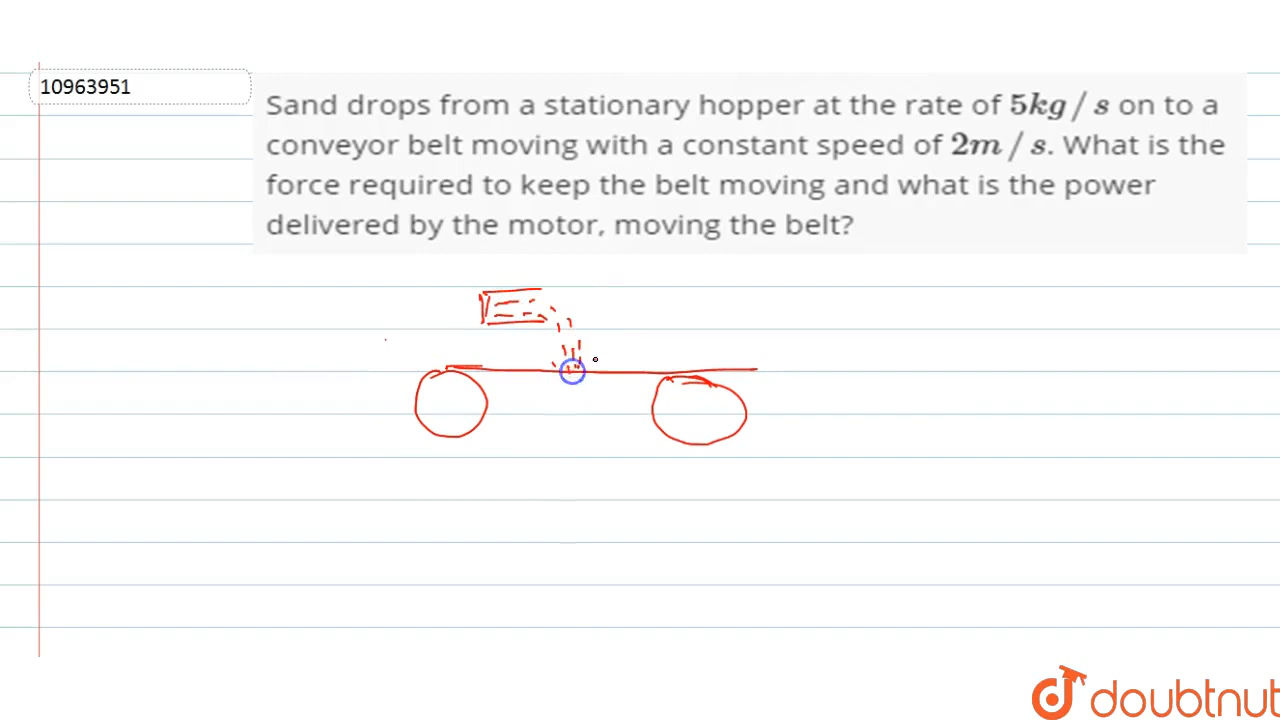 10963951
Sand drops from a stationary hopper at the rate of 5kg / s on to a
conveyor belt moving with a constant speed of 2m / s. What is the
force required to keep the belt moving and what is the power
delivered by the motor, moving the belt?
doubtnut